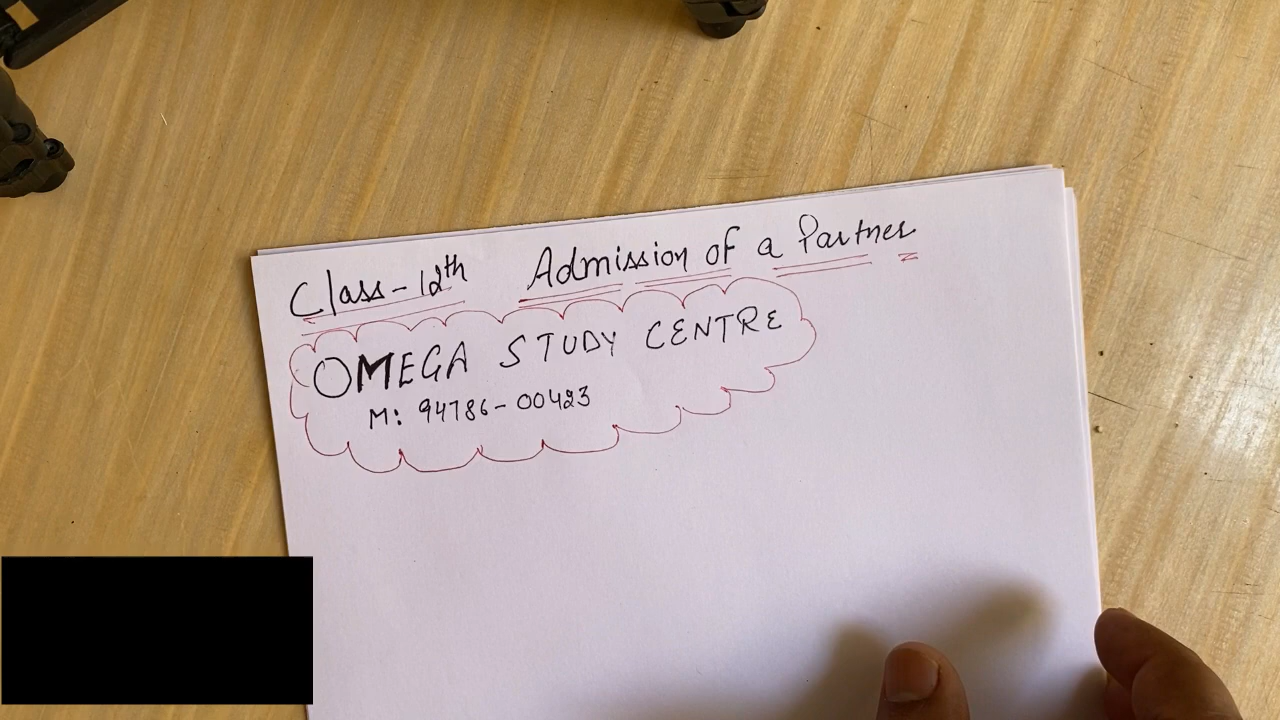 Class-12th Admission of a Partner
OMEGA STUDY CENTRE
M: 94786-00423